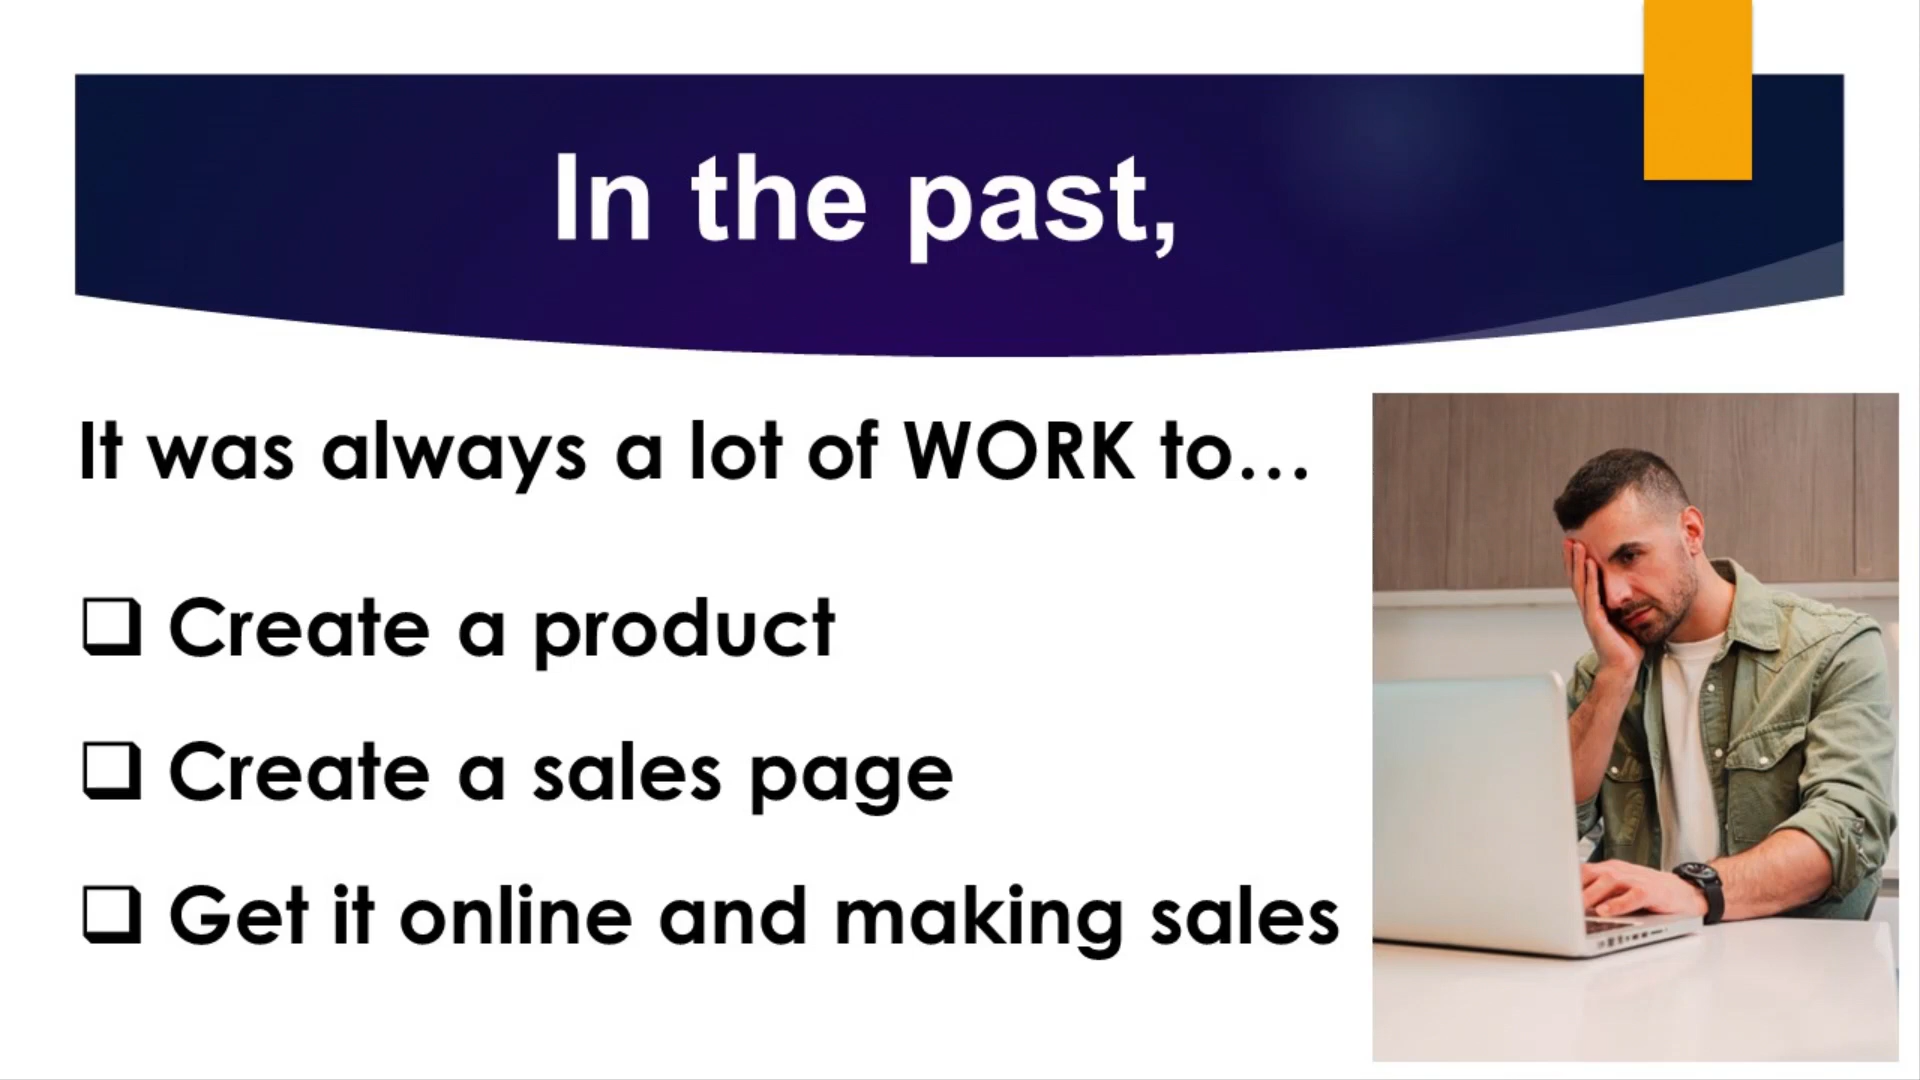 In the past,
It was always a lot of WORK to…
❑ Create a product
❑ Create a sales page
❑ Get it online and making sales